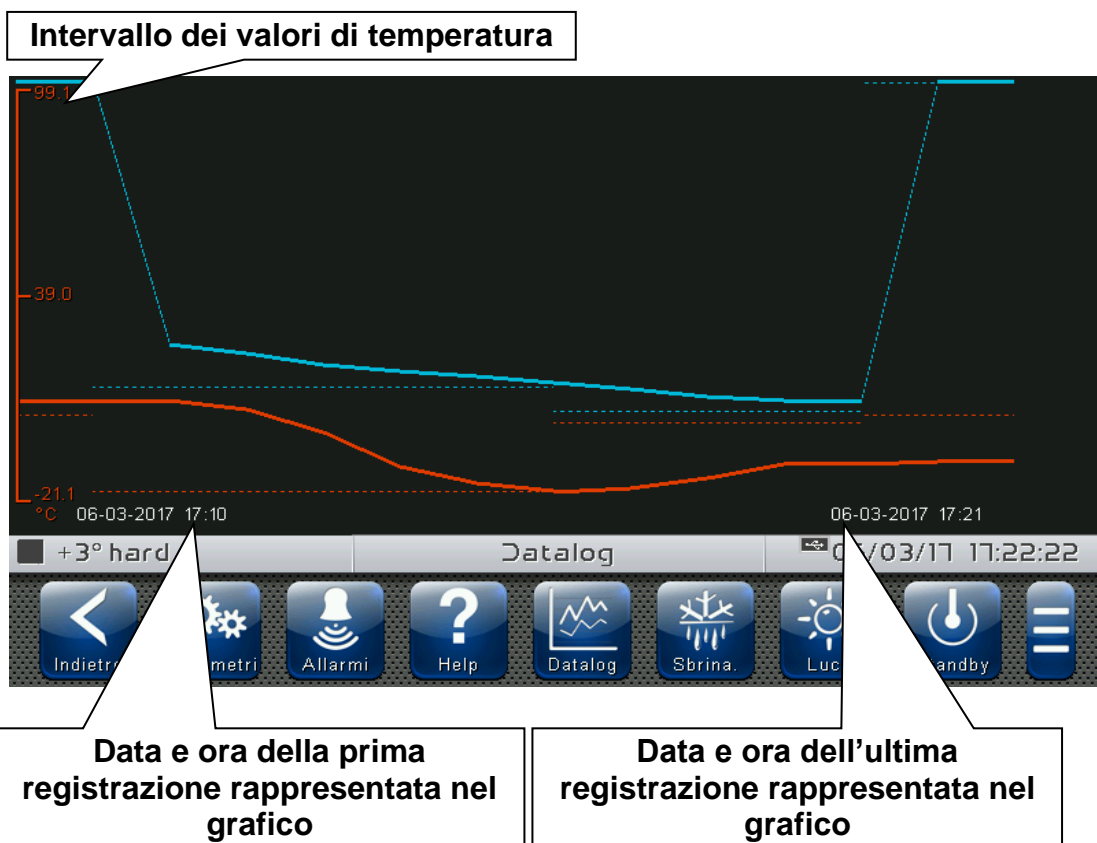 Intervallo dei valori di temperatura
99.1
39.0
-21.1
°C 06-03-2017 17:10
06-03-2017 17:21
+3° hard
Datalog
/03/17 17:22:22
Allarmi
Help
Datalog
Sbrina.
Data e ora della prima
registrazione rappresentata nel
grafico
Data e ora dell'ultima
registrazione rappresentata nel
grafico